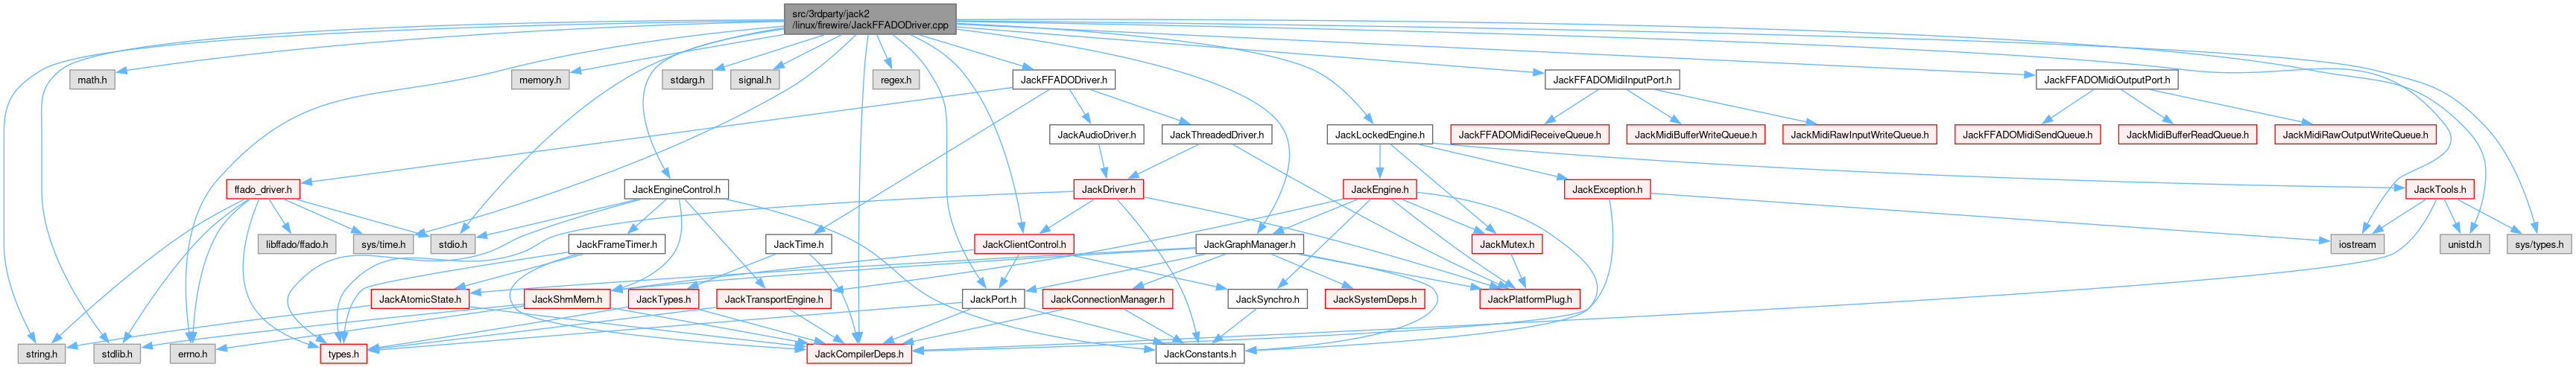 src/3rdparty/jack2
/linux/firewire/JackFFADODriver.cpp
math.h
memory.h
stdarg.h
signal.h
regex.h
JackFFADODriver.h
JackFFADOMidiInputPort.h
JackFFADOMidiOutputPort.h
JackAudioDriver.h
JackThreadedDriver.h
JackLockedEngine.h
JackFFADOMidiReceiveQueue.h
JackMidiBufferWriteQueue.h
JackMidiRawInputWriteQueue.h
JackFFADOMidiSendQueue.h
JackMidiBufferReadQueue.h
JackMidiRawOutputWriteQueue.h
ffado_driver.h
JackEngineControl.h
JackDriver.h
JackEngine.h
JackException.h
JackTools.h
libffado/ffado.h
sys/time.h
stdio.h
JackFrameTimer.h
JackTime.h
JackClientControl.h
JackGraphManager.h
JackMutex.h
iostream
unistd.h
sys/types.h
JackAtomicState.h
JackShmMem.h
JackTypes.h
JackTransportEngine.h
JackPort.h
JackConnectionManager.h
JackSynchro.h
JackSystemDeps.h
JackPlatformPlug.h
string.h
stdlib.h
errno.h
types.h
JackCompilerDeps.h
JackConstants.h